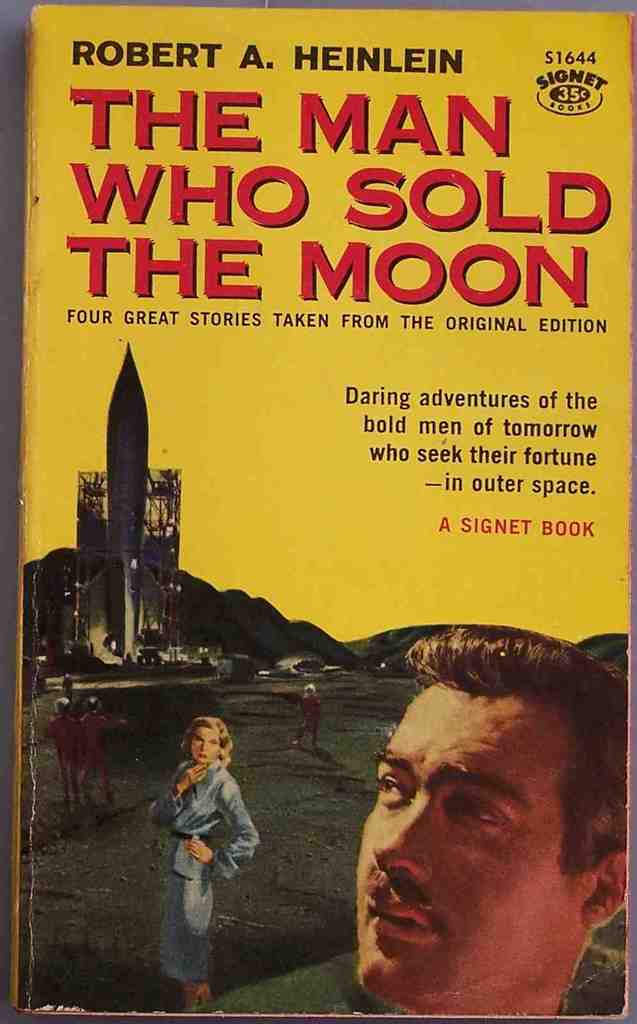 ROBERT A. HEINLEIN
S1644
SIGNET
35¢
BOOKS
THE MAN
WHO SOLD
THE MOON
FOUR GREAT STORIES TAKEN FROM THE ORIGINAL EDITION
Daring adventures of the
bold men of tomorrow
who seek their fortune
—in outer space.
A SIGNET BOOK